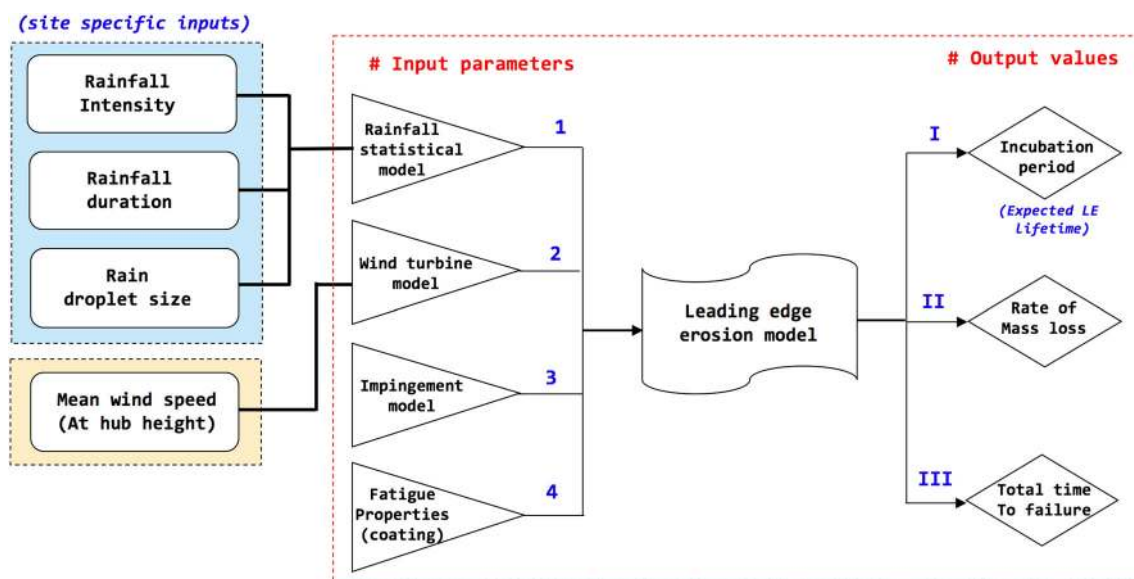 (site specific inputs)
Rainfall
Intensity
Rainfall
duration
Rain
droplet size
Mean wind speed
(At hub height)
# Input parameters
Rainfall
statistical
model
1
Wind turbine
model
2
Impingement
model
3
Fatigue
Properties
(coating)
4
Leading edge
erosion model
# Output values
I
Incubation
period
(Expected LE
Lifetime)
II
Rate of
Mass loss
III
Total time
To failure